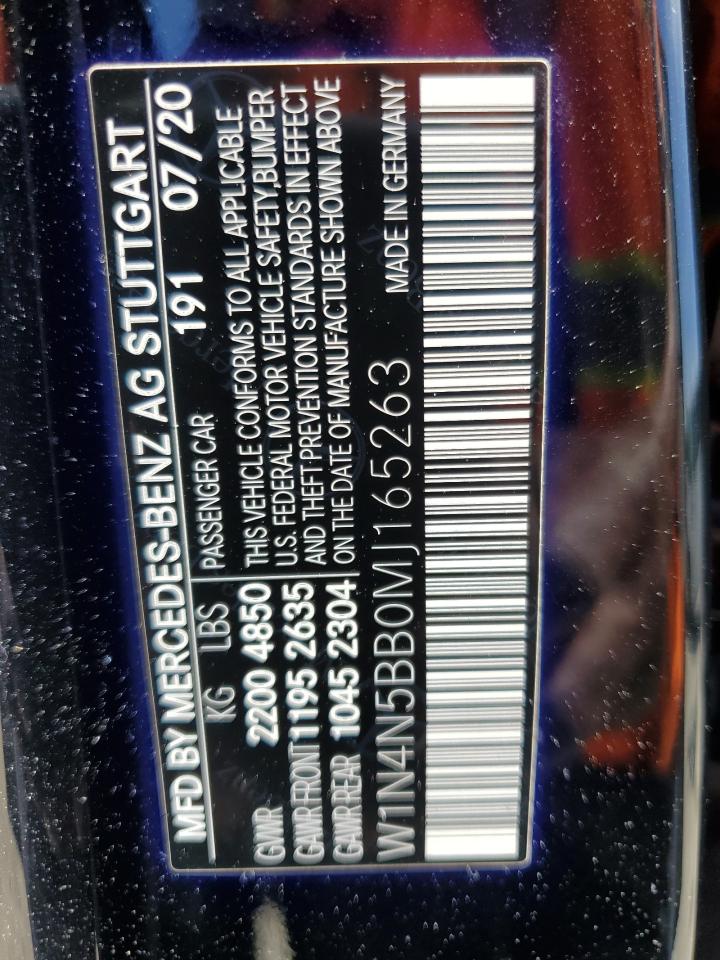 MFD BY MERCEDES-BENZ AG STUTTGART
191 07/20
KG LBS PASSENGER CAR
GVWR 2200 4850
GAWR FRONT 1195 2635
GAWR REAR 1045 2304
THIS VEHICLE CONFORMS TO ALL APPLICABLE
U.S. FEDERAL MOTOR VEHICLE SAFETY,BUMPER
AND THEFT PREVENTION STANDARDS IN EFFECT
ON THE DATE OF MANUFACTURE SHOWN ABOVE
W1N4N5BB0MJ165263 MADE IN GERMANY